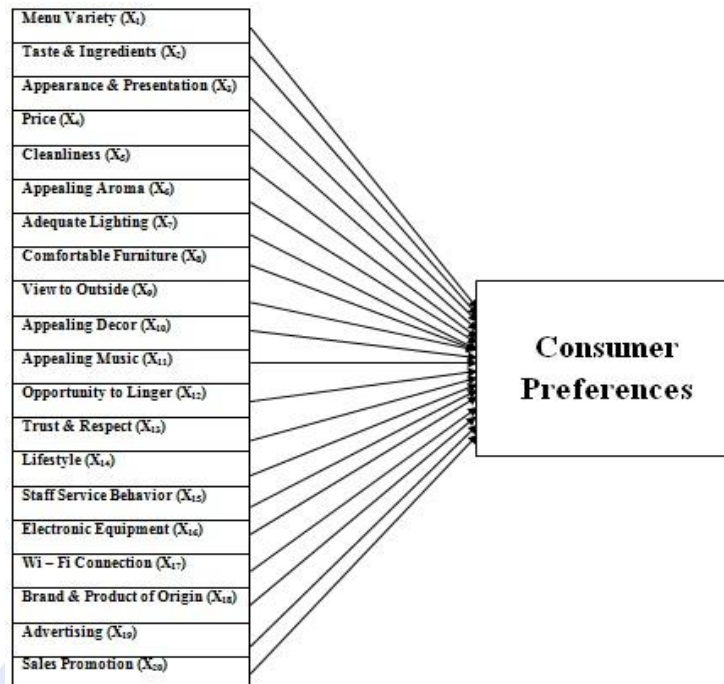 Menu Variety (X₁)
Taste & Ingredients (X₂)
Appearance & Presentation (X₃)
Price (X₄)
Cleanliness (X₅)
Appealing Aroma (X₆)
Adequate Lighting (X₇)
Comfortable Furniture (X₈)
View to Outside (X₉)
Appealing Decor (X₁₀)
Appealing Music (X₁₁)
Opportunity to Linger (X₁₂)
Trust & Respect (X₁₃)
Lifestyle (X₁₄)
Staff Service Behavior (X₁₅)
Electronic Equipment (X₁₆)
Wi – Fi Connection (X₁₇)
Brand & Product of Origin (X₁₈)
Advertising (X₁₉)
Sales Promotion (X₂₀)
Consumer
Preferences